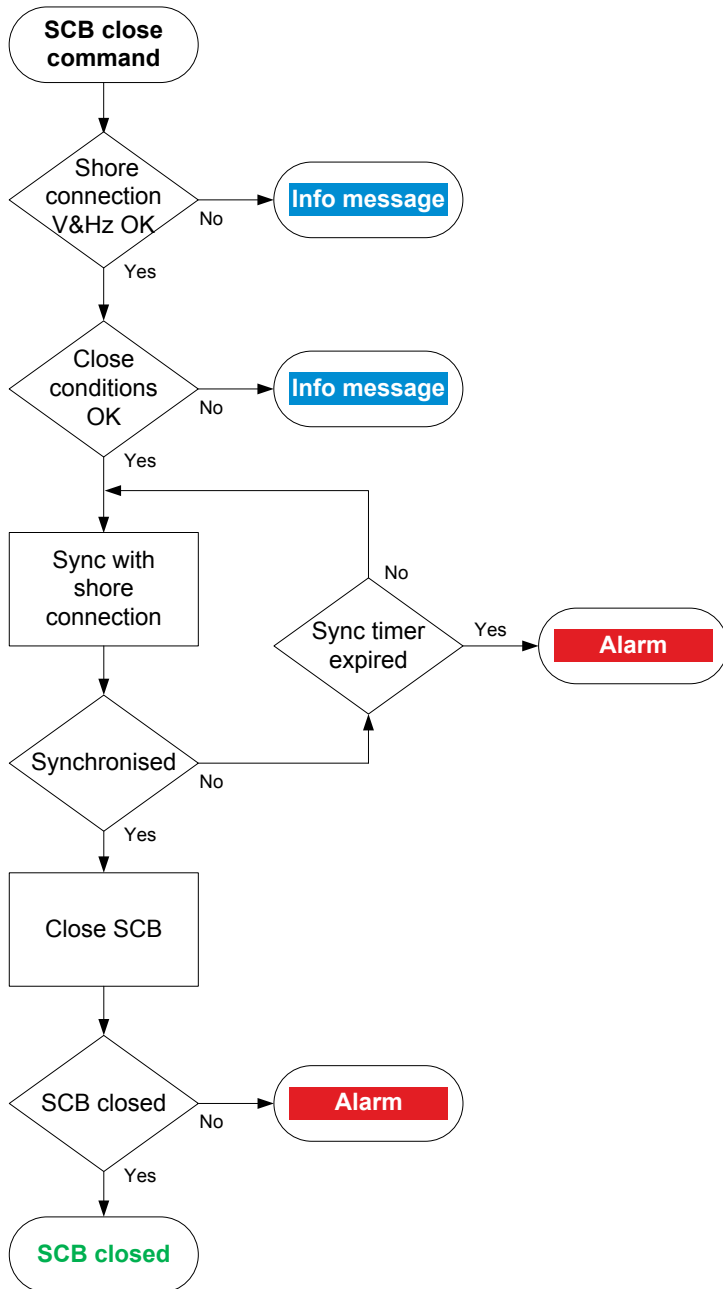 SCB close
command
Shore
connection
V&Hz OK
No
Info message
Yes
Close
conditions
OK
No
Info message
Yes
Sync with
shore
connection
No
Sync timer
expired
Yes
Alarm
Synchronised
No
Yes
Close SCB
SCB closed
No
Alarm
Yes
SCB closed